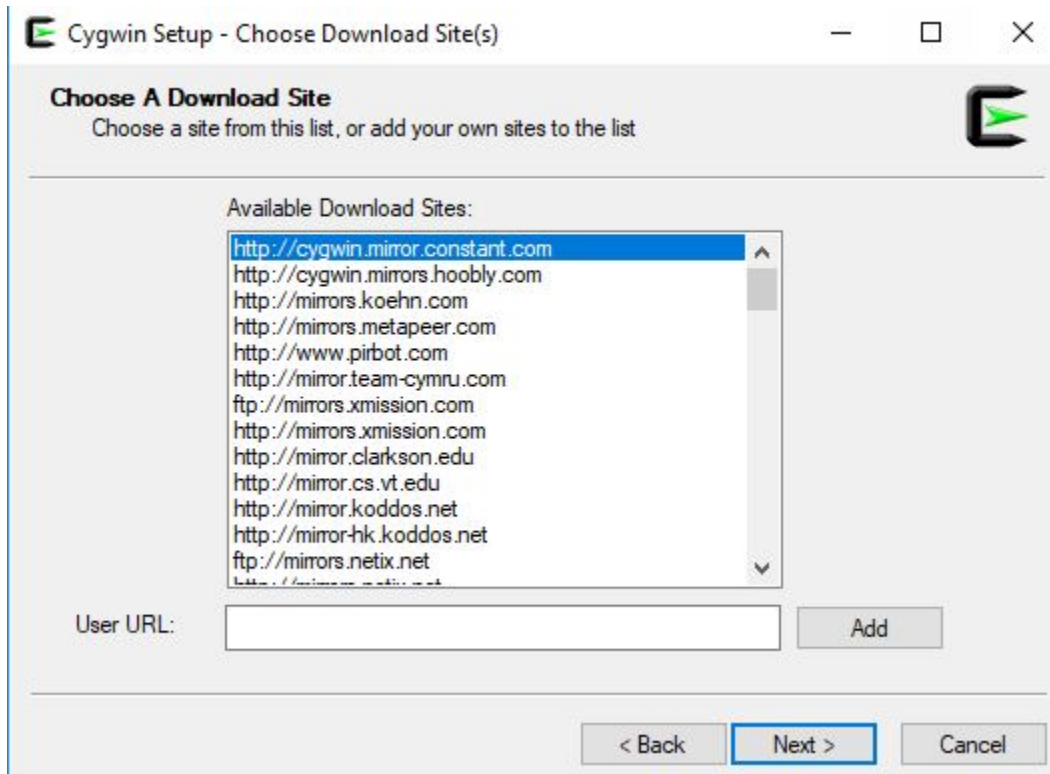 Cygwin Setup - Choose Download Site(s)
Choose A Download Site
Choose a site from this list, or add your own sites to the list
Available Download Sites:
http://cygwin.mirror.constant.com
http://cygwin.mirrors.hoobly.com
http://mirrors.koehn.com
http://mirrors.metapeer.com
http://www.pirbot.com
http://mirror.team-cymru.com
ftp://mirrors.xmission.com
http://mirrors.xmission.com
http://mirror.clarkson.edu
http://mirror.cs.vt.edu
http://mirror.koddos.net
http://mirror-hk.koddos.net
ftp://mirrors.netix.net
User URL:
Add
< Back
Next >
Cancel